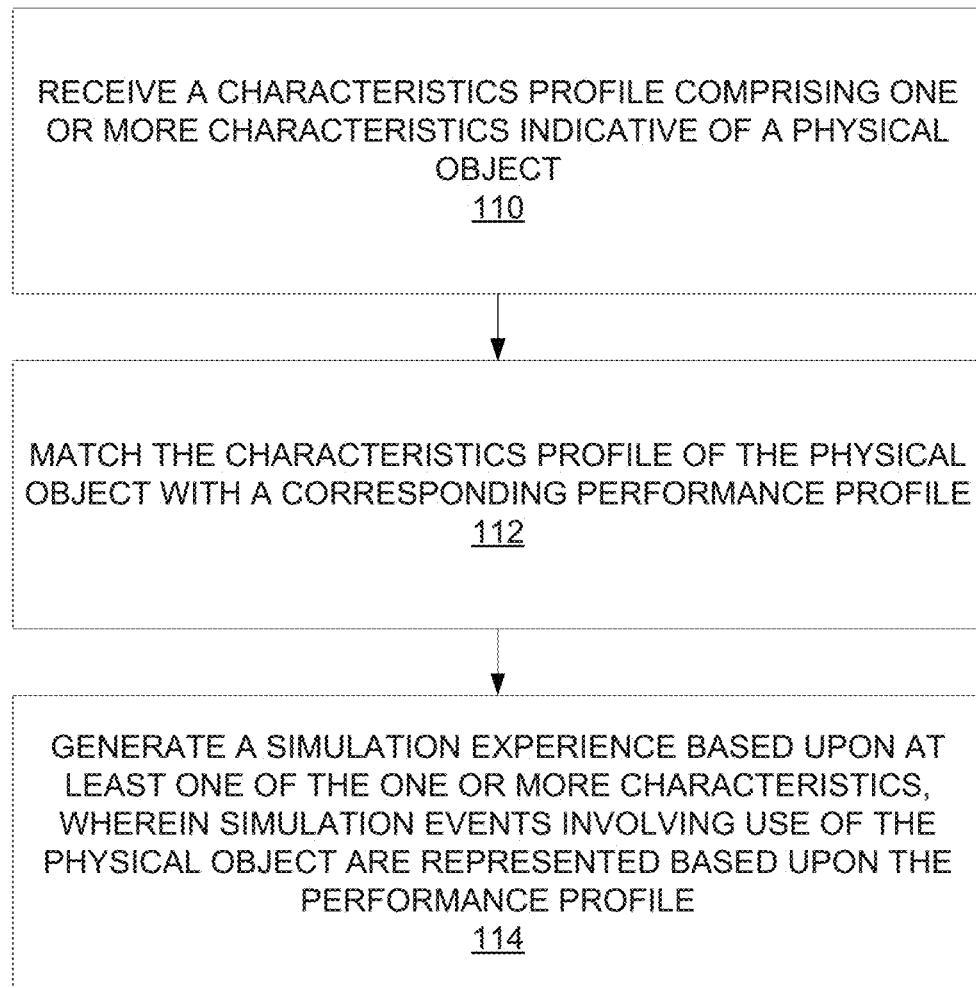 RECEIVE A CHARACTERISTICS PROFILE COMPRISING ONE
OR MORE CHARACTERISTICS INDICATIVE OF A PHYSICAL
OBJECT
110
MATCH THE CHARACTERISTICS PROFILE OF THE PHYSICAL
OBJECT WITH A CORRESPONDING PERFORMANCE PROFILE
112
GENERATE A SIMULATION EXPERIENCE BASED UPON AT
LEAST ONE OF THE ONE OR MORE CHARACTERISTICS,
WHEREIN SIMULATION EVENTS INVOLVING USE OF THE
PHYSICAL OBJECT ARE REPRESENTED BASED UPON THE
PERFORMANCE PROFILE
114